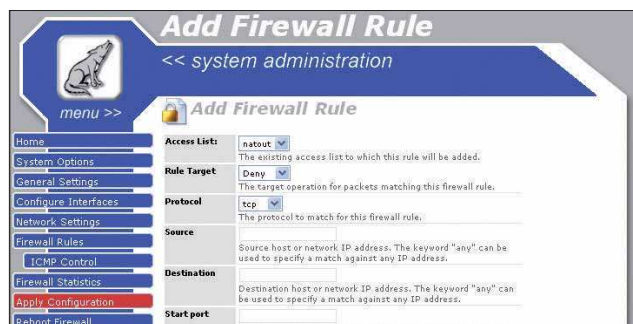 Add Firewall Rule
<< system administration
menu >>
Add Firewall Rule
Home
System Options
General Settings
Configure Interfaces
Network Settings
Firewall Rules
ICMP Control
Firewall Statistics
Apply Configuration
Reboot Firewall
Access List:
natout
The existing access list to which this rule will be added.
Rule Target
Deny
The target operation for packets matching this firewall rule.
Protocol
tcp
The protocol to match for this firewall rule.
Source
Source host or network IP address. The keyword "any" can be
used to specify a match against any IP address.
Destination
Destination host or network IP address. The keyword "any" can
be used to specify a match against any IP address.
Start port